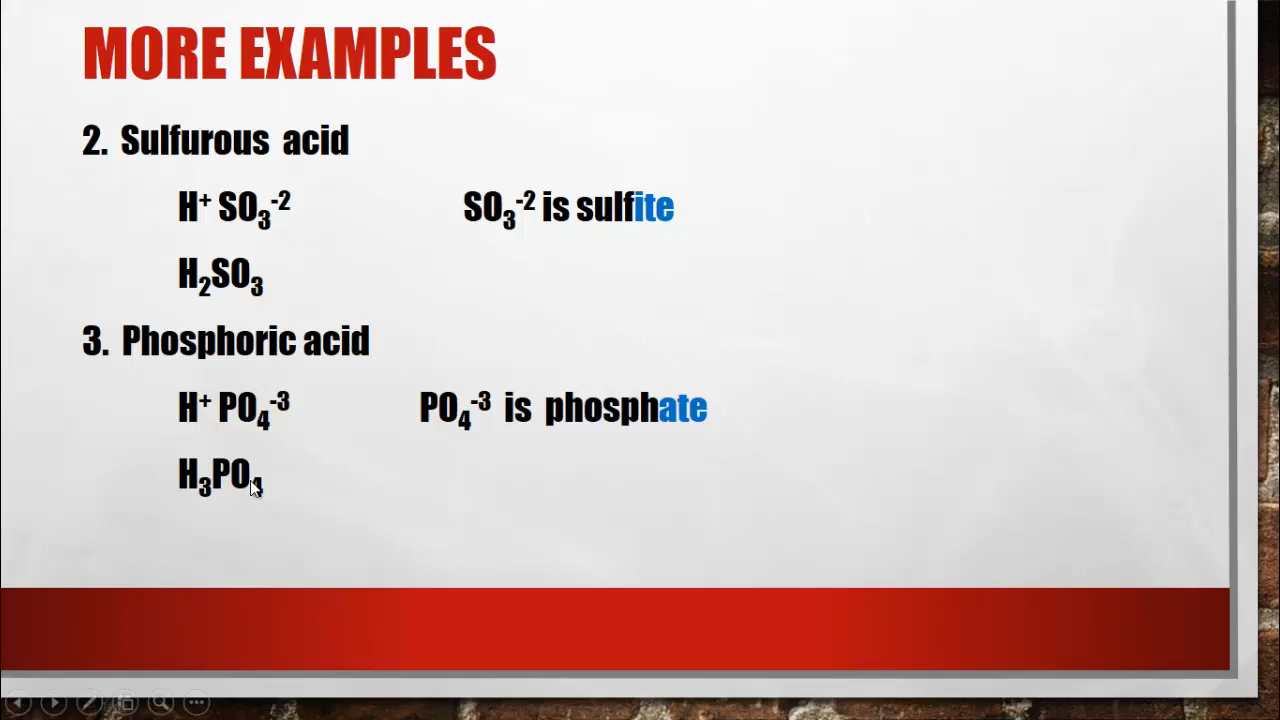 MORE EXAMPLES
2. Sulfurous acid
H⁺ SO₃⁻² SO₃⁻² is sulfite
H₂SO₃
3. Phosphoric acid
H⁺ PO₄⁻³ PO₄⁻³ is phosphate
H₃PO₄